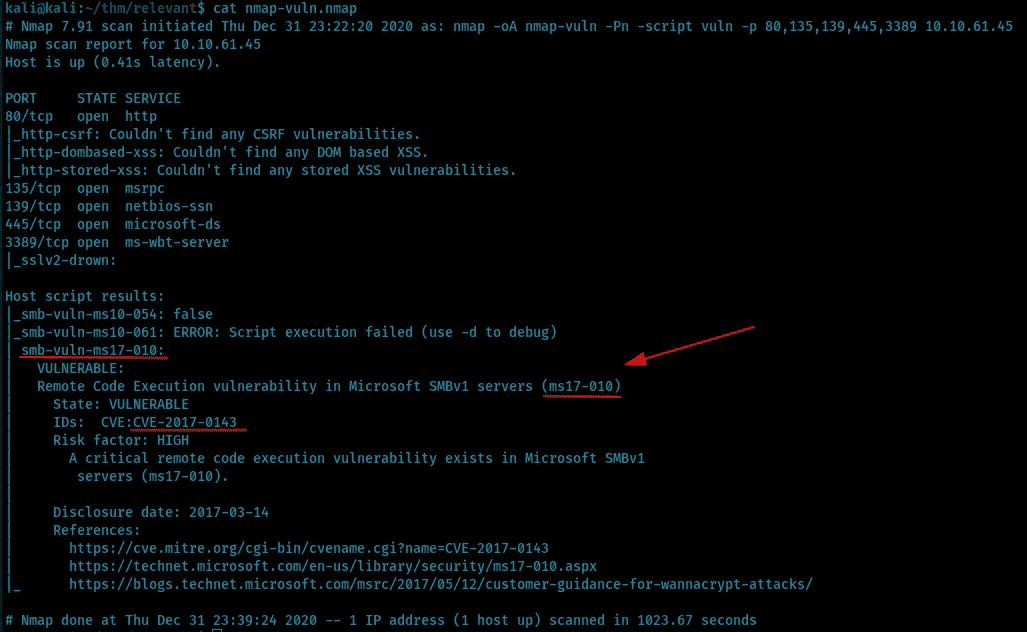 kali@kali:~/thm/relevant$ cat nmap-vuln.nmap
# Nmap 7.91 scan initiated Thu Dec 31 23:22:20 2020 as: nmap -oA nmap-vuln -Pn -script vuln -p 80,135,139,445,3389 10.10.61.45
Nmap scan report for 10.10.61.45
Host is up (0.41s latency).
PORT     STATE SERVICE
80/tcp   open  http
|_http-csrf: Couldn't find any CSRF vulnerabilities.
|_http-dombased-xss: Couldn't find any DOM based XSS.
|_http-stored-xss: Couldn't find any stored XSS vulnerabilities.
135/tcp  open  msrpc
139/tcp  open  netbios-ssn
445/tcp  open  microsoft-ds
3389/tcp open  ms-wbt-server
|_sslv2-drown:
Host script results:
|_smb-vuln-ms10-054: false
|_smb-vuln-ms10-061: ERROR: Script execution failed (use -d to debug)
| smb-vuln-ms17-010:
|   VULNERABLE:
|   Remote Code Execution vulnerability in Microsoft SMBv1 servers (ms17-010)
|     State: VULNERABLE
|     IDs:  CVE:CVE-2017-0143
|     Risk factor: HIGH
|       A critical remote code execution vulnerability exists in Microsoft SMBv1
|        servers (ms17-010).
|
|     Disclosure date: 2017-03-14
|     References:
|       https://cve.mitre.org/cgi-bin/cvename.cgi?name=CVE-2017-0143
|       https://technet.microsoft.com/en-us/library/security/ms17-010.aspx
|_      https://blogs.technet.microsoft.com/msrc/2017/05/12/customer-guidance-for-wannacrypt-attacks/
# Nmap done at Thu Dec 31 23:39:24 2020 -- 1 IP address (1 host up) scanned in 1023.67 seconds